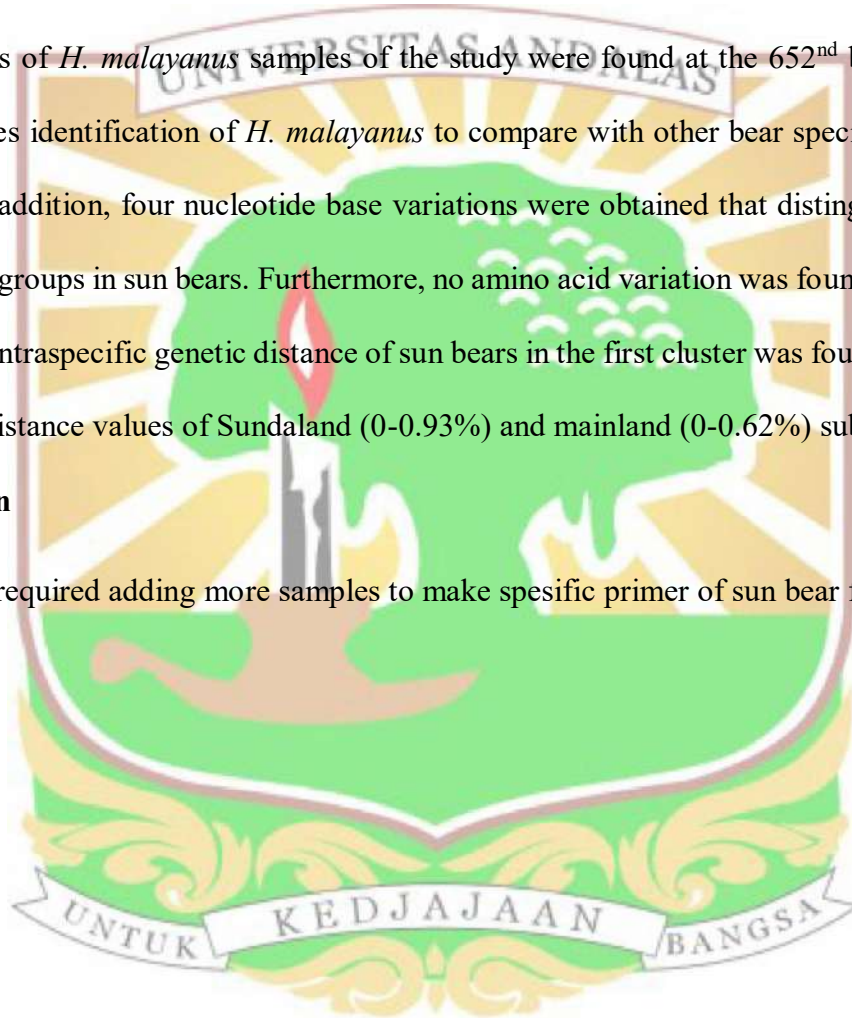 s of H. malayanus samples of the study were found at the 652nd b
UNIVERSITAS ANDALAS
es identification of H. malayanus to compare with other bear speci
addition, four nucleotide base variations were obtained that disting
groups in sun bears. Furthermore, no amino acid variation was foun
ntraspecific genetic distance of sun bears in the first cluster was fou
istance values of Sundaland (0-0.93%) and mainland (0-0.62%) sub
n
required adding more samples to make spesific primer of sun bear f
UNTUK KEDJAJAAN BANGSA